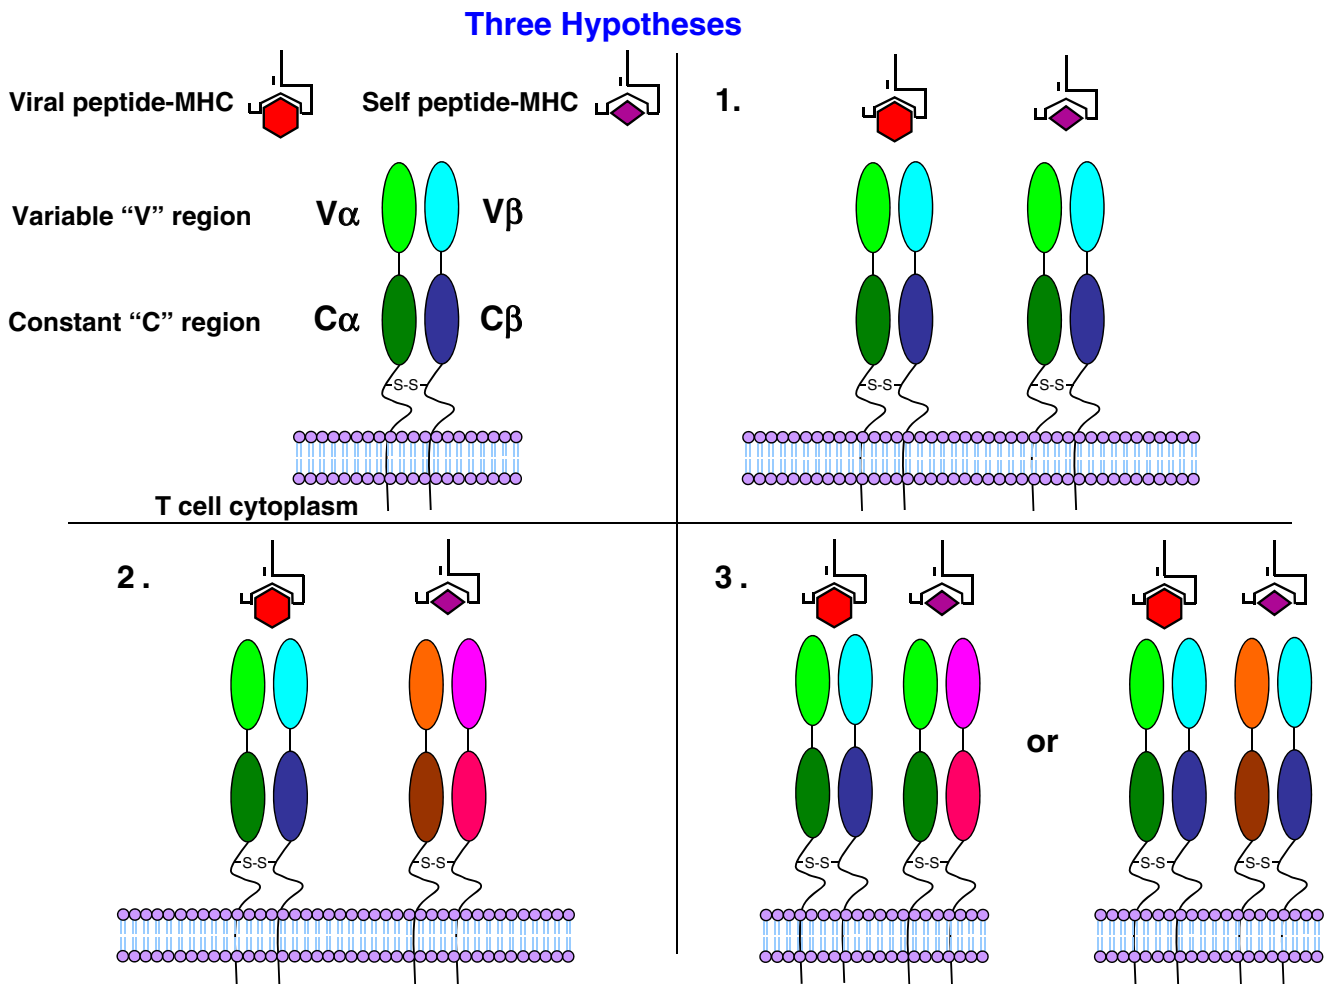 Three Hypotheses
Viral peptide-MHC
Self peptide-MHC
Variable “V” region
Vα
Vβ
Constant “C” region
Cα
Cβ
S-S
T cell cytoplasm
1.
S-S
S-S
2.
S-S
S-S
3.
or
S-S
S-S
S-S
S-S